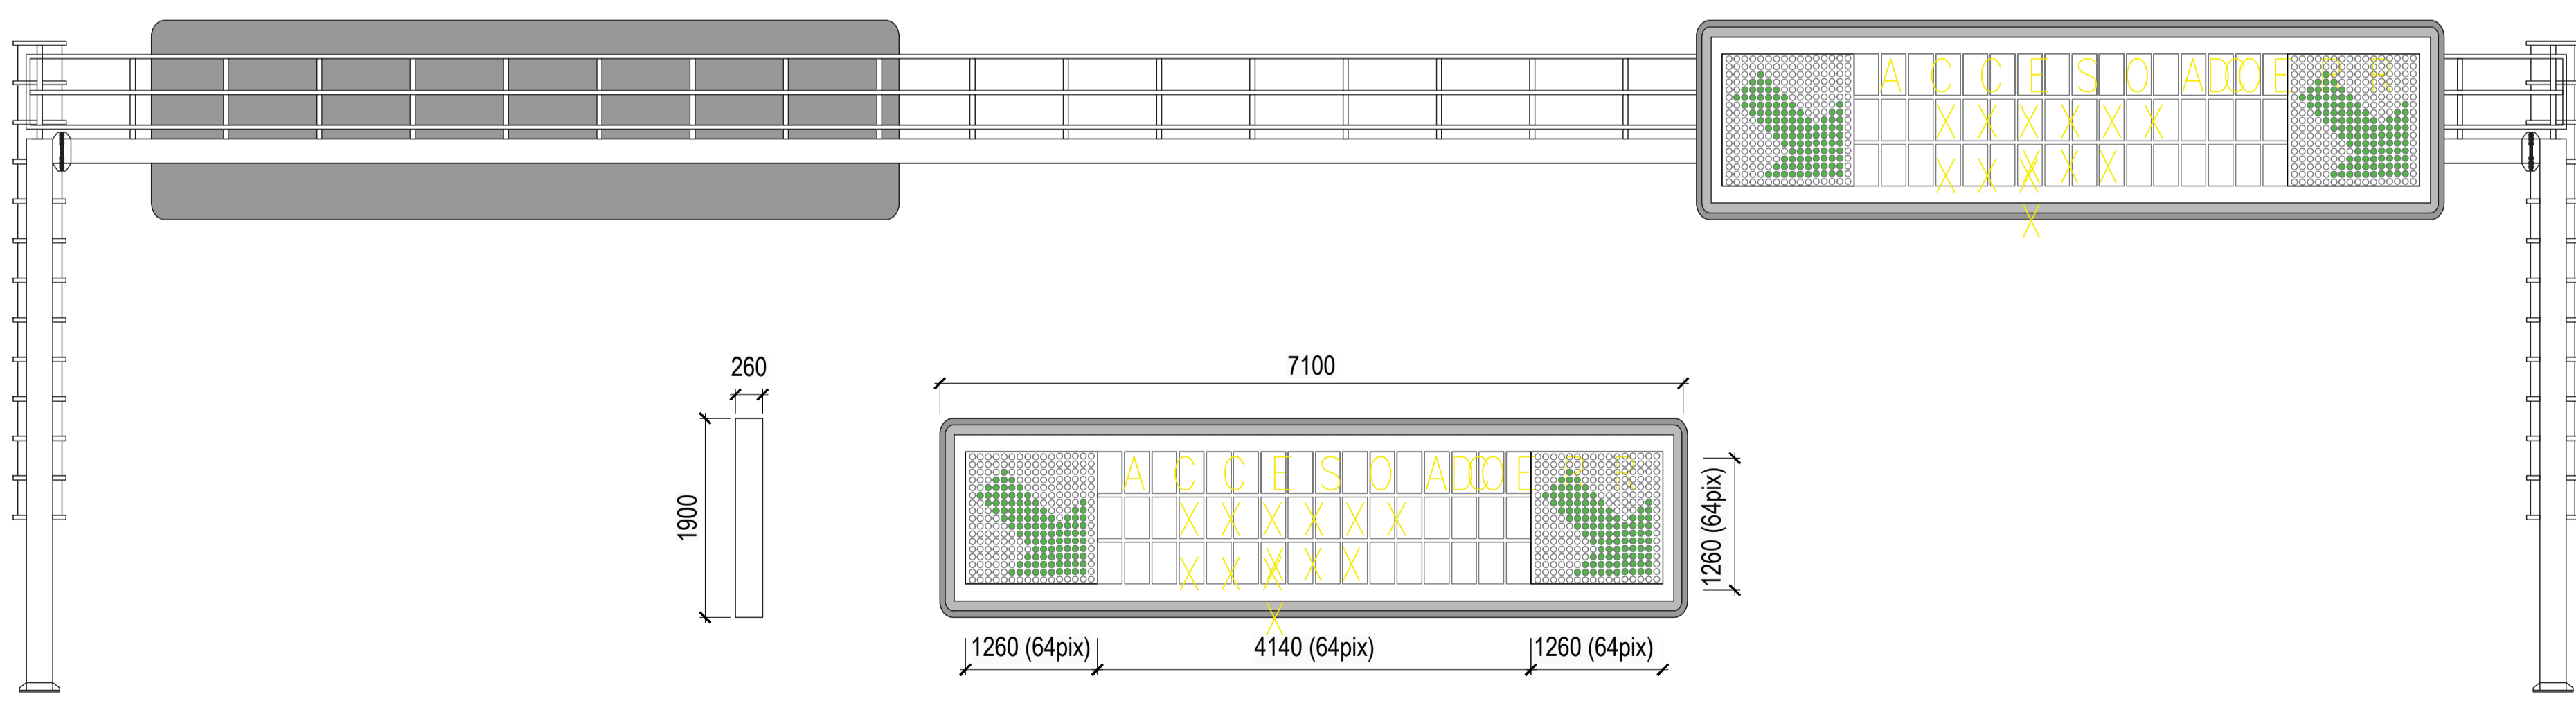 A C C E S O A D O O E P R
X X X X X X
X X X X X X
X
260
7100
1900
A C C E S O A D O O E P R
X X X X X X
X X X X X X
X
1260 (64pix)
1260 (64pix)
4140 (64pix)
1260 (64pix)